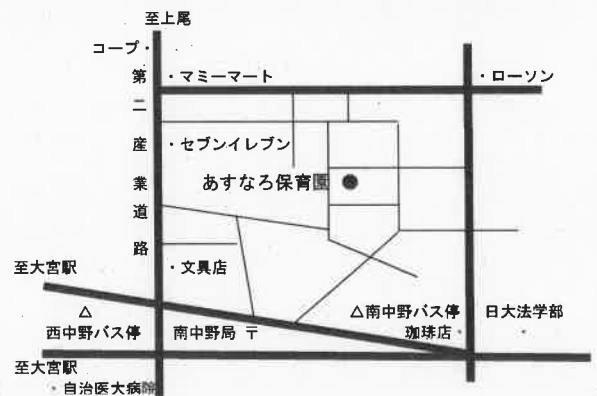 至上尾
コープ・
第二産業道路
・マミーマート
・ローソン
・セブンイレブン
あすなろ保育園
・文具店
至大宮駅
△
西中野バス停
南中野局 〒
△南中野バス停
珈琲店
日大法学部
至大宮駅
・自治医大病院